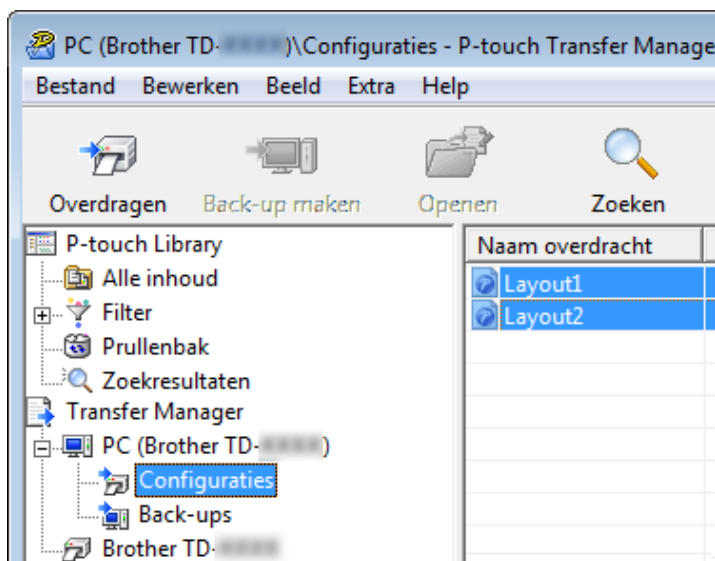 PC (Brother TD-    )\Configuraties - P-touch Transfer Manage
Bestand Bewerken Beeld Extra Help
Overdragen Back-up maken Openen Zoeken
P-touch Library
Alle inhoud
Filter
Prullenbak
Zoekresultaten
Transfer Manager
PC (Brother TD-    )
Configuraties
Back-ups
Brother TD-
Naam overdracht
Layout1
Layout2